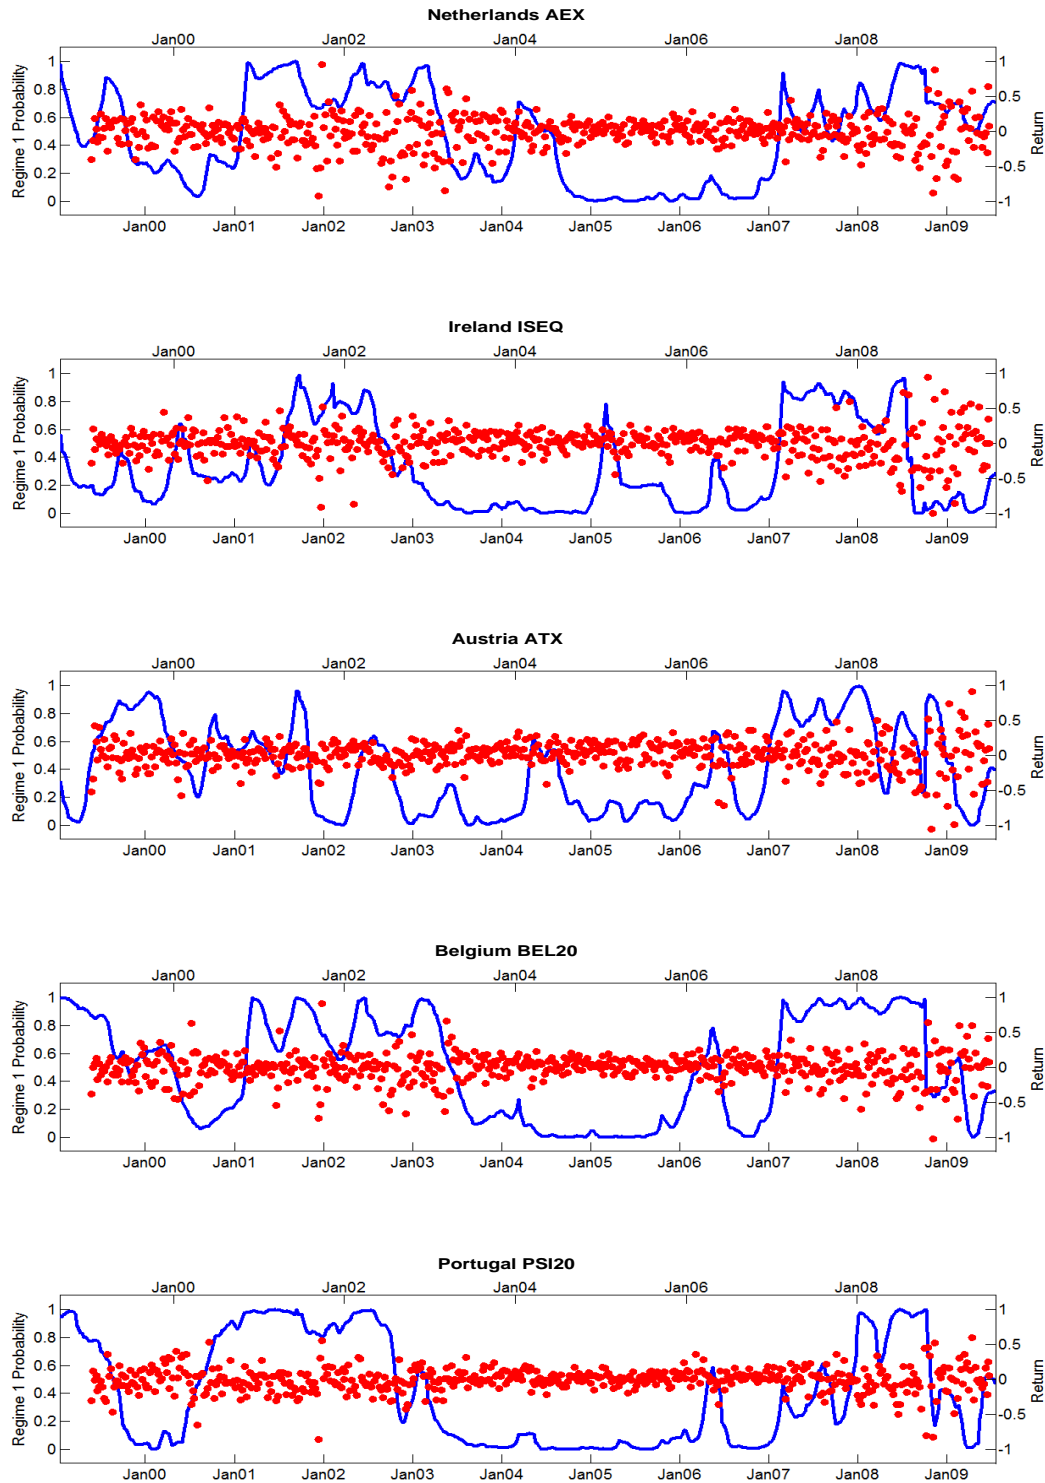 Netherlands AEX
Jan00 Jan02 Jan04 Jan06 Jan08
Regime 1 Probability
1 0.8 0.6 0.4 0.2 0
1 0.5 0 -0.5 -1
Return
Jan00 Jan01 Jan02 Jan03 Jan04 Jan05 Jan06 Jan07 Jan08 Jan09
Ireland ISEQ
Jan00 Jan02 Jan04 Jan06 Jan08
Regime 1 Probability
1 0.8 0.6 0.4 0.2 0
1 0.5 0 -0.5 -1
Return
Jan00 Jan01 Jan02 Jan03 Jan04 Jan05 Jan06 Jan07 Jan08 Jan09
Austria ATX
Jan00 Jan02 Jan04 Jan06 Jan08
Regime 1 Probability
1 0.8 0.6 0.4 0.2 0
1 0.5 0 -0.5 -1
Return
Jan00 Jan01 Jan02 Jan03 Jan04 Jan05 Jan06 Jan07 Jan08 Jan09
Belgium BEL20
Jan00 Jan02 Jan04 Jan06 Jan08
Regime 1 Probability
1 0.8 0.6 0.4 0.2 0
1 0.5 0 -0.5 -1
Return
Jan00 Jan01 Jan02 Jan03 Jan04 Jan05 Jan06 Jan07 Jan08 Jan09
Portugal PSI20
Jan00 Jan02 Jan04 Jan06 Jan08
Regime 1 Probability
1 0.8 0.6 0.4 0.2 0
1 0.5 0 -0.5 -1
Return
Jan00 Jan01 Jan02 Jan03 Jan04 Jan05 Jan06 Jan07 Jan08 Jan09